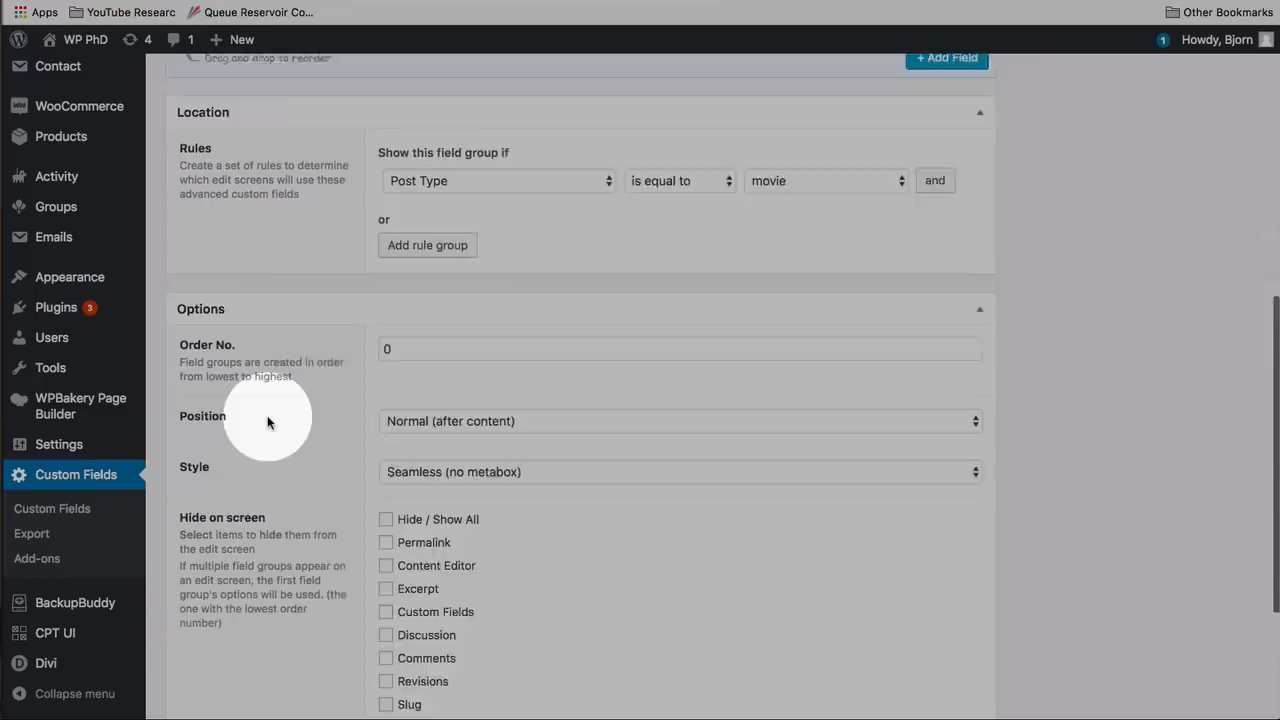 Apps YouTube Researc Queue Reservoir Co... Other Bookmarks
WP PhD 4 1 New 1 Howdy, Bjorn
Contact
WooCommerce
Products
Activity
Groups
Emails
Appearance
Plugins 3
Users
Tools
WPBakery Page
Builder
Settings
Custom Fields
Custom Fields
Export
Add-ons
BackupBuddy
CPT UI
Divi
Collapse menu
Drag and drop to reorder
+ Add Field
Location
Rules
Create a set of rules to determine
which edit screens will use these
advanced custom fields
Show this field group if
Post Type is equal to movie and
or
Add rule group
Options
Order No.
Field groups are created in order
from lowest to highest
0
Position
Normal (after content)
Style
Seamless (no metabox)
Hide on screen
Select items to hide them from
the edit screen
If multiple field groups appear on
an edit screen, the first field
group's options will be used. (the
one with the lowest order
number)
Hide / Show All
Permalink
Content Editor
Excerpt
Custom Fields
Discussion
Comments
Revisions
Slug